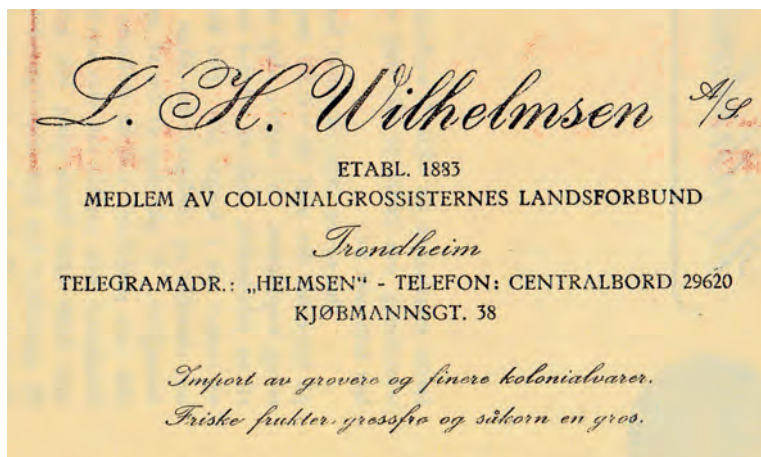 L. H. Wilhelmsen A/S.
ETABL. 1883
MEDLEM AV COLONIALGROSSISTERNES LANDSFORBUND
Trondheim
TELEGRAMADR.: „HELMSEN“ - TELEFON: CENTRALBORD 29620
KJØBMANNSGT. 38
Import av grovere og finere kolonialvarer.
Friske frukter, gressfrø og såkorn en gros.